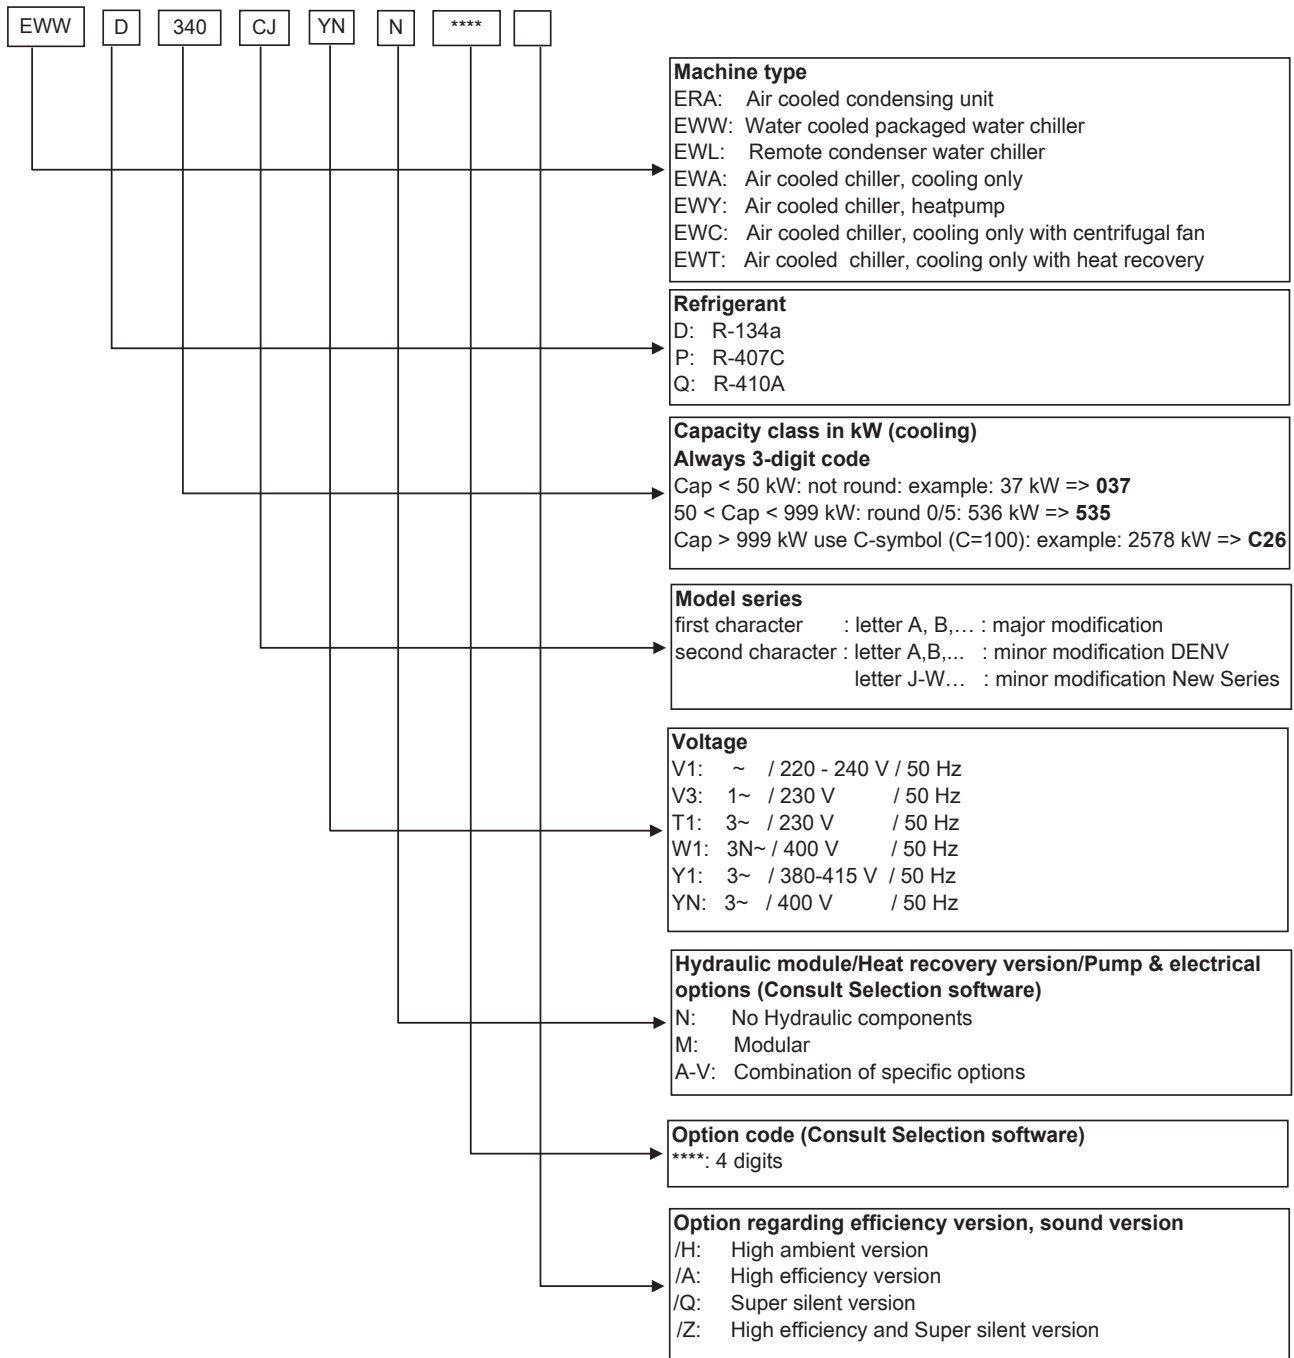 EWW D 340 CJ YN N ****
Machine type
ERA: Air cooled condensing unit
EWW: Water cooled packaged water chiller
EWL: Remote condenser water chiller
EWA: Air cooled chiller, cooling only
EWY: Air cooled chiller, heatpump
EWC: Air cooled chiller, cooling only with centrifugal fan
EWT: Air cooled chiller, cooling only with heat recovery
Refrigerant
D: R-134a
P: R-407C
Q: R-410A
Capacity class in kW (cooling)
Always 3-digit code
Cap < 50 kW: not round: example: 37 kW => 037
50 < Cap < 999 kW: round 0/5: 536 kW => 535
Cap > 999 kW use C-symbol (C=100): example: 2578 kW => C26
Model series
first character : letter A, B,… : major modification
second character : letter A,B,... : minor modification DENV
letter J-W… : minor modification New Series
Voltage
V1: ~ / 220 - 240 V / 50 Hz
V3: 1~ / 230 V / 50 Hz
T1: 3~ / 230 V / 50 Hz
W1: 3N~ / 400 V / 50 Hz
Y1: 3~ / 380-415 V / 50 Hz
YN: 3~ / 400 V / 50 Hz
Hydraulic module/Heat recovery version/Pump & electrical
options (Consult Selection software)
N: No Hydraulic components
M: Modular
A-V: Combination of specific options
Option code (Consult Selection software)
****: 4 digits
Option regarding efficiency version, sound version
/H: High ambient version
/A: High efficiency version
/Q: Super silent version
/Z: High efficiency and Super silent version